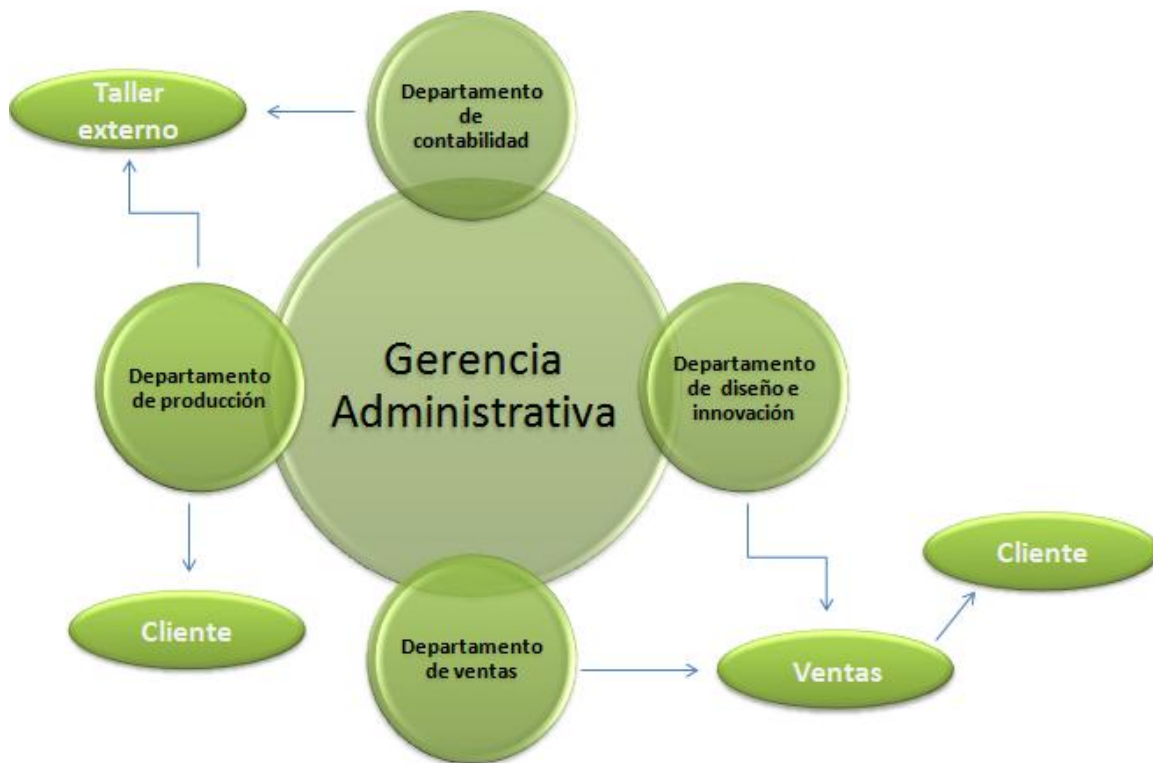 Taller
externo
Departamento
de
contabilidad
Departamento
de producción
Gerencia
Administrativa
Departamento
de diseño e
innovación
Cliente
Departamento
de ventas
Ventas
Cliente